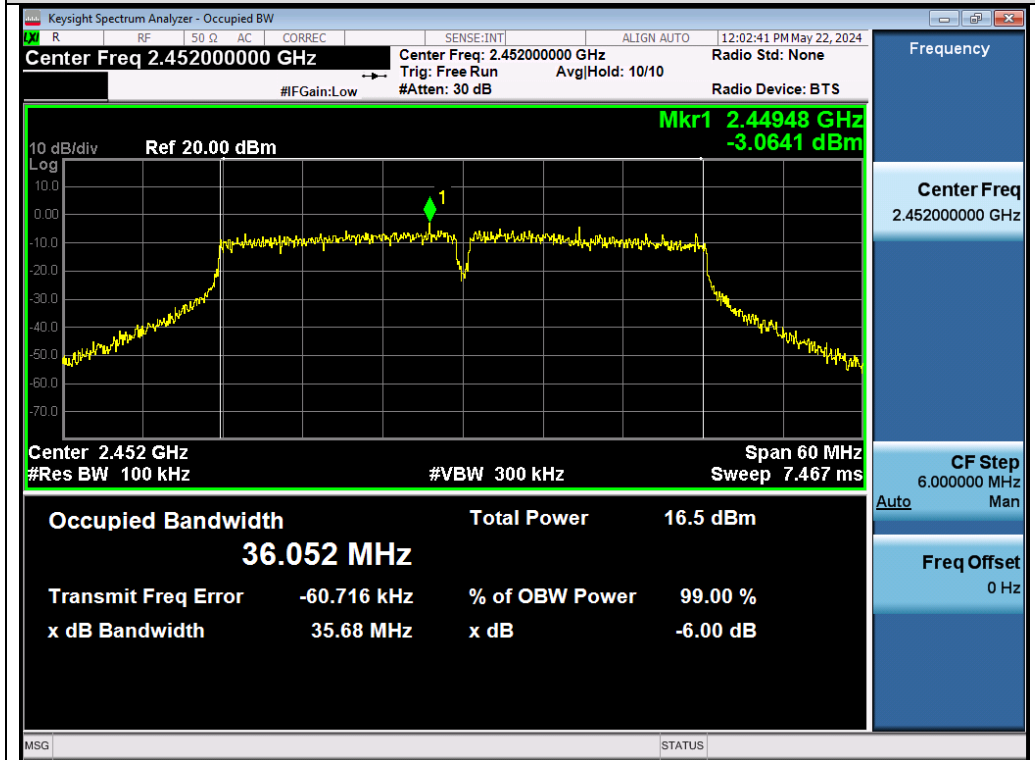 Keysight Spectrum Analyzer - Occupied BW
LXI R RF 50 Ω AC CORREC SENSE:INT ALIGN AUTO 12:02:41 PM May 22, 2024
Center Freq 2.452000000 GHz
Center Freq: 2.452000000 GHz Radio Std: None
Trig: Free Run Avg|Hold: 10/10
#IFGain:Low #Atten: 30 dB Radio Device: BTS
Frequency
Mkr1 2.44948 GHz
-3.0641 dBm
10 dB/div Ref 20.00 dBm
Log
10.0
1
0.00
-10.0
-20.0
-30.0
-40.0
-50.0
-60.0
-70.0
Center 2.452 GHz Span 60 MHz
#Res BW 100 kHz #VBW 300 kHz Sweep 7.467 ms
Occupied Bandwidth Total Power 16.5 dBm
36.052 MHz
Transmit Freq Error -60.716 kHz % of OBW Power 99.00 %
x dB Bandwidth 35.68 MHz x dB -6.00 dB
Center Freq
2.452000000 GHz
CF Step
6.000000 MHz
Auto Man
Freq Offset
0 Hz
MSG STATUS